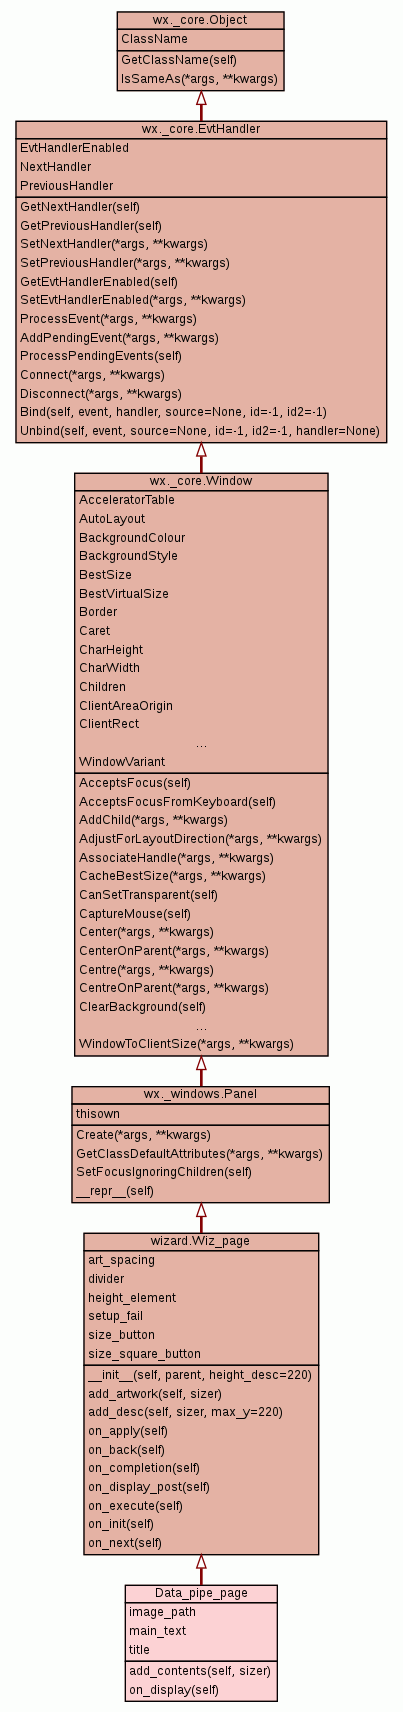 wx._core.Object
ClassName
GetClassName(self)
IsSameAs(*args, **kwargs)
wx._core.EvtHandler
EvtHandlerEnabled
NextHandler
PreviousHandler
GetNextHandler(self)
GetPreviousHandler(self)
SetNextHandler(*args, **kwargs)
SetPreviousHandler(*args, **kwargs)
GetEvtHandlerEnabled(self)
SetEvtHandlerEnabled(*args, **kwargs)
ProcessEvent(*args, **kwargs)
AddPendingEvent(*args, **kwargs)
ProcessPendingEvents(self)
Connect(*args, **kwargs)
Disconnect(*args, **kwargs)
Bind(self, event, handler, source=None, id=-1, id2=-1)
Unbind(self, event, source=None, id=-1, id2=-1, handler=None)
wx._core.Window
AcceleratorTable
AutoLayout
BackgroundColour
BackgroundStyle
BestSize
BestVirtualSize
Border
Caret
CharHeight
CharWidth
Children
ClientAreaOrigin
ClientRect
...
WindowVariant
AcceptsFocus(self)
AcceptsFocusFromKeyboard(self)
AddChild(*args, **kwargs)
AdjustForLayoutDirection(*args, **kwargs)
AssociateHandle(*args, **kwargs)
CacheBestSize(*args, **kwargs)
CanSetTransparent(self)
CaptureMouse(self)
Center(*args, **kwargs)
CenterOnParent(*args, **kwargs)
Centre(*args, **kwargs)
CentreOnParent(*args, **kwargs)
ClearBackground(self)
...
WindowToClientSize(*args, **kwargs)
wx._windows.Panel
thisown
Create(*args, **kwargs)
GetClassDefaultAttributes(*args, **kwargs)
SetFocusIgnoringChildren(self)
__repr__(self)
wizard.Wiz_page
art_spacing
divider
height_element
setup_fail
size_button
size_square_button
__init__(self, parent, height_desc=220)
add_artwork(self, sizer)
add_desc(self, sizer, max_y=220)
on_apply(self)
on_back(self)
on_completion(self)
on_display_post(self)
on_execute(self)
on_init(self)
on_next(self)
Data_pipe_page
image_path
main_text
title
add_contents(self, sizer)
on_display(self)